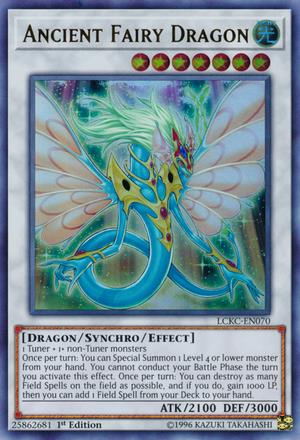 ANCIENT FAIRY DRAGON
光
LCKC-EN070
[DRAGON/SYNCHRO/EFFECT]
1 Tuner + 1+ non-Tuner monsters
Once per turn: You can Special Summon 1 Level 4 or lower monster
from your hand. You cannot conduct your Battle Phase the turn
you activate this effect. Once per turn: You can destroy as many
Field Spells on the field as possible, and if you do, gain 1000 LP,
then you can add 1 Field Spell from your Deck to your hand.
ATK/2100 DEF/3000
25862681 1st Edition ©1996 KAZUKI TAKAHASHI